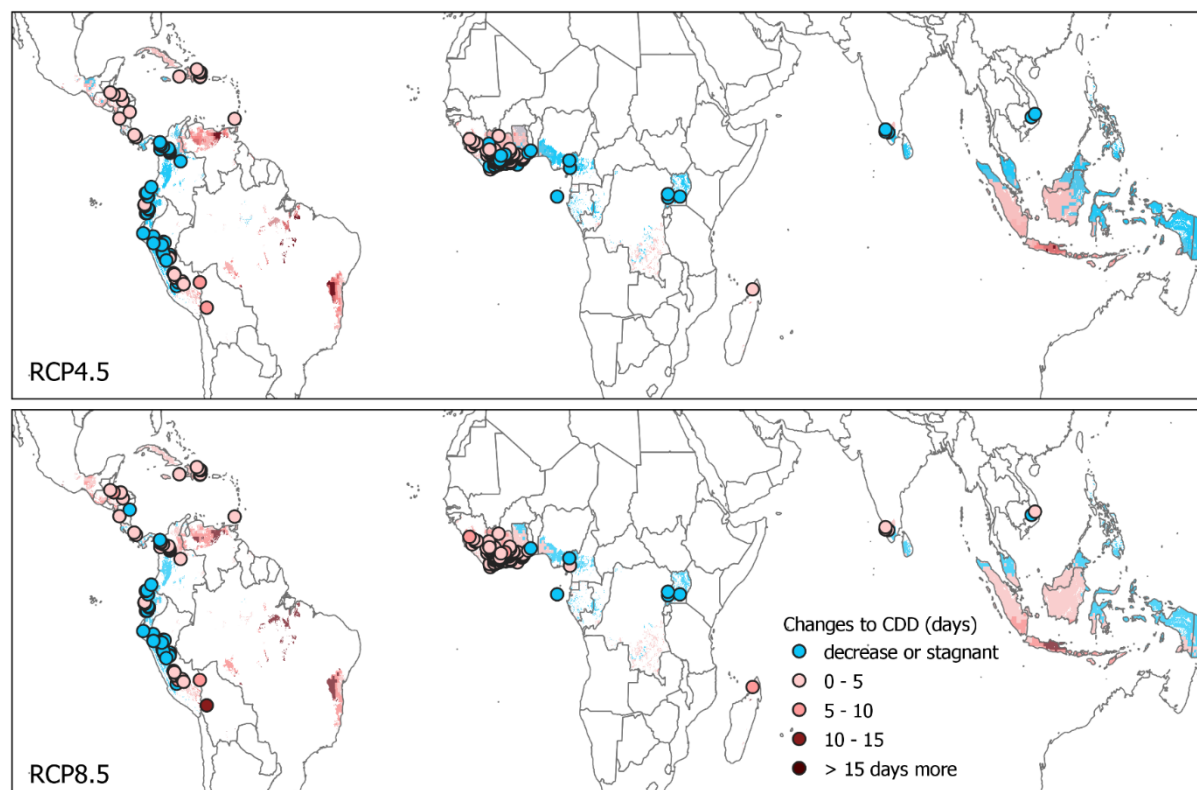 RCP4.5
RCP8.5
Changes to CDD (days)
decrease or stagnant
0 - 5
5 - 10
10 - 15
> 15 days more